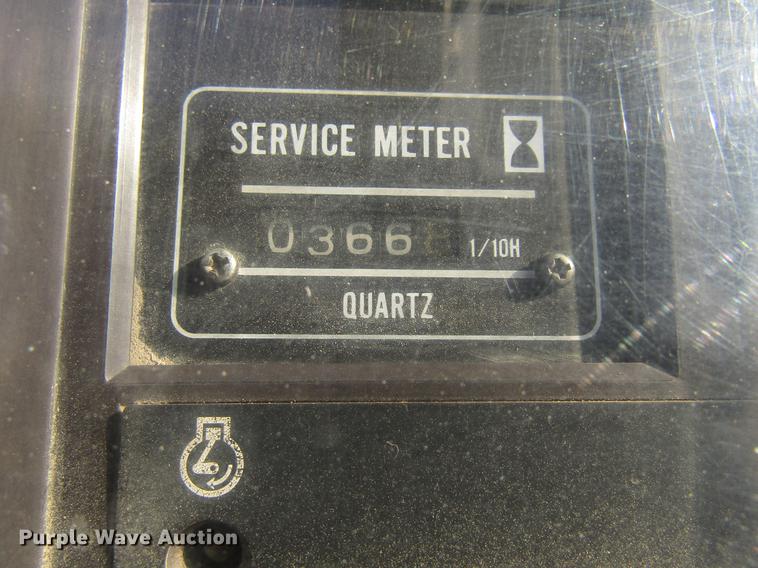 SERVICE METER
0366 1/10H
QUARTZ
Purple Wave Auction